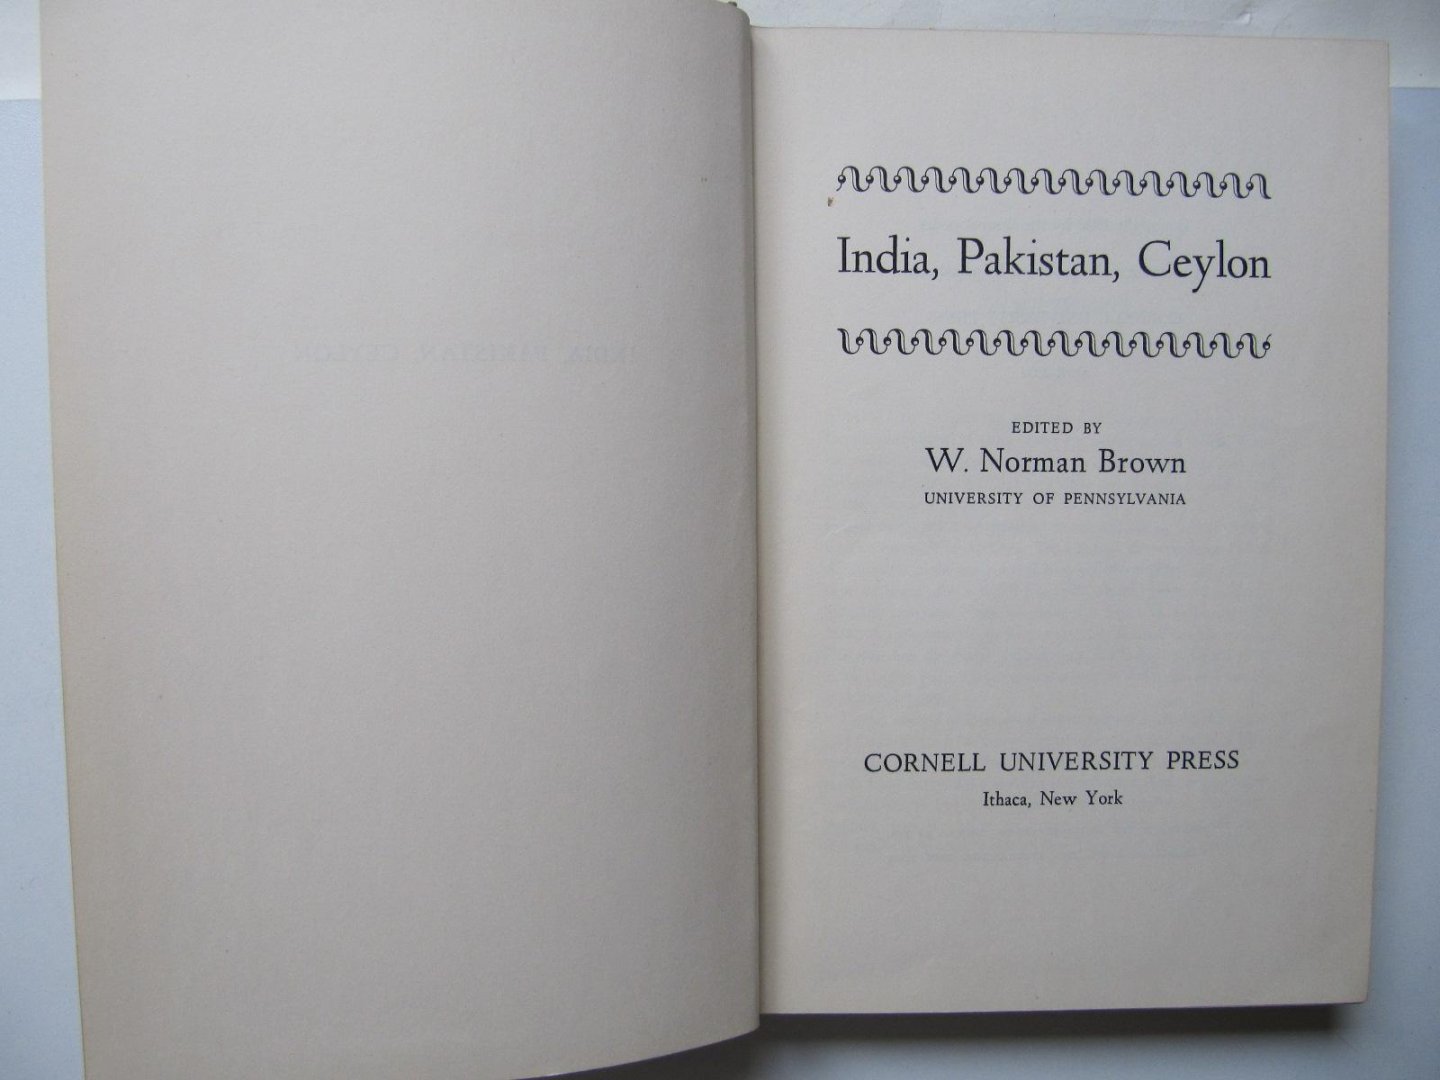 India, Pakistan, Ceylon
EDITED BY
W. Norman Brown
UNIVERSITY OF PENNSYLVANIA
CORNELL UNIVERSITY PRESS
Ithaca, New York